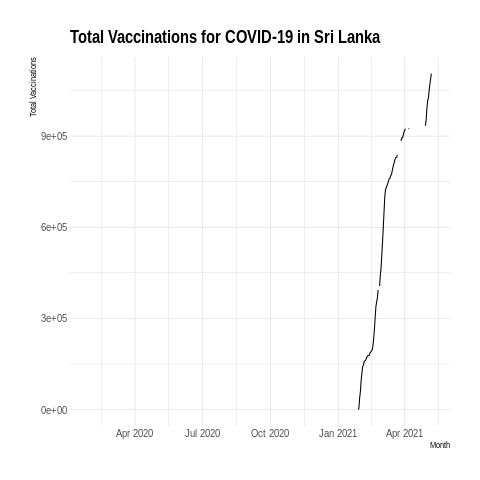 Total Vaccinations for COVID-19 in Sri Lanka
Total Vaccinations
9e+05
6e+05
3e+05
0e+00
Apr 2020 Jul 2020 Oct 2020 Jan 2021 Apr 2021
Month